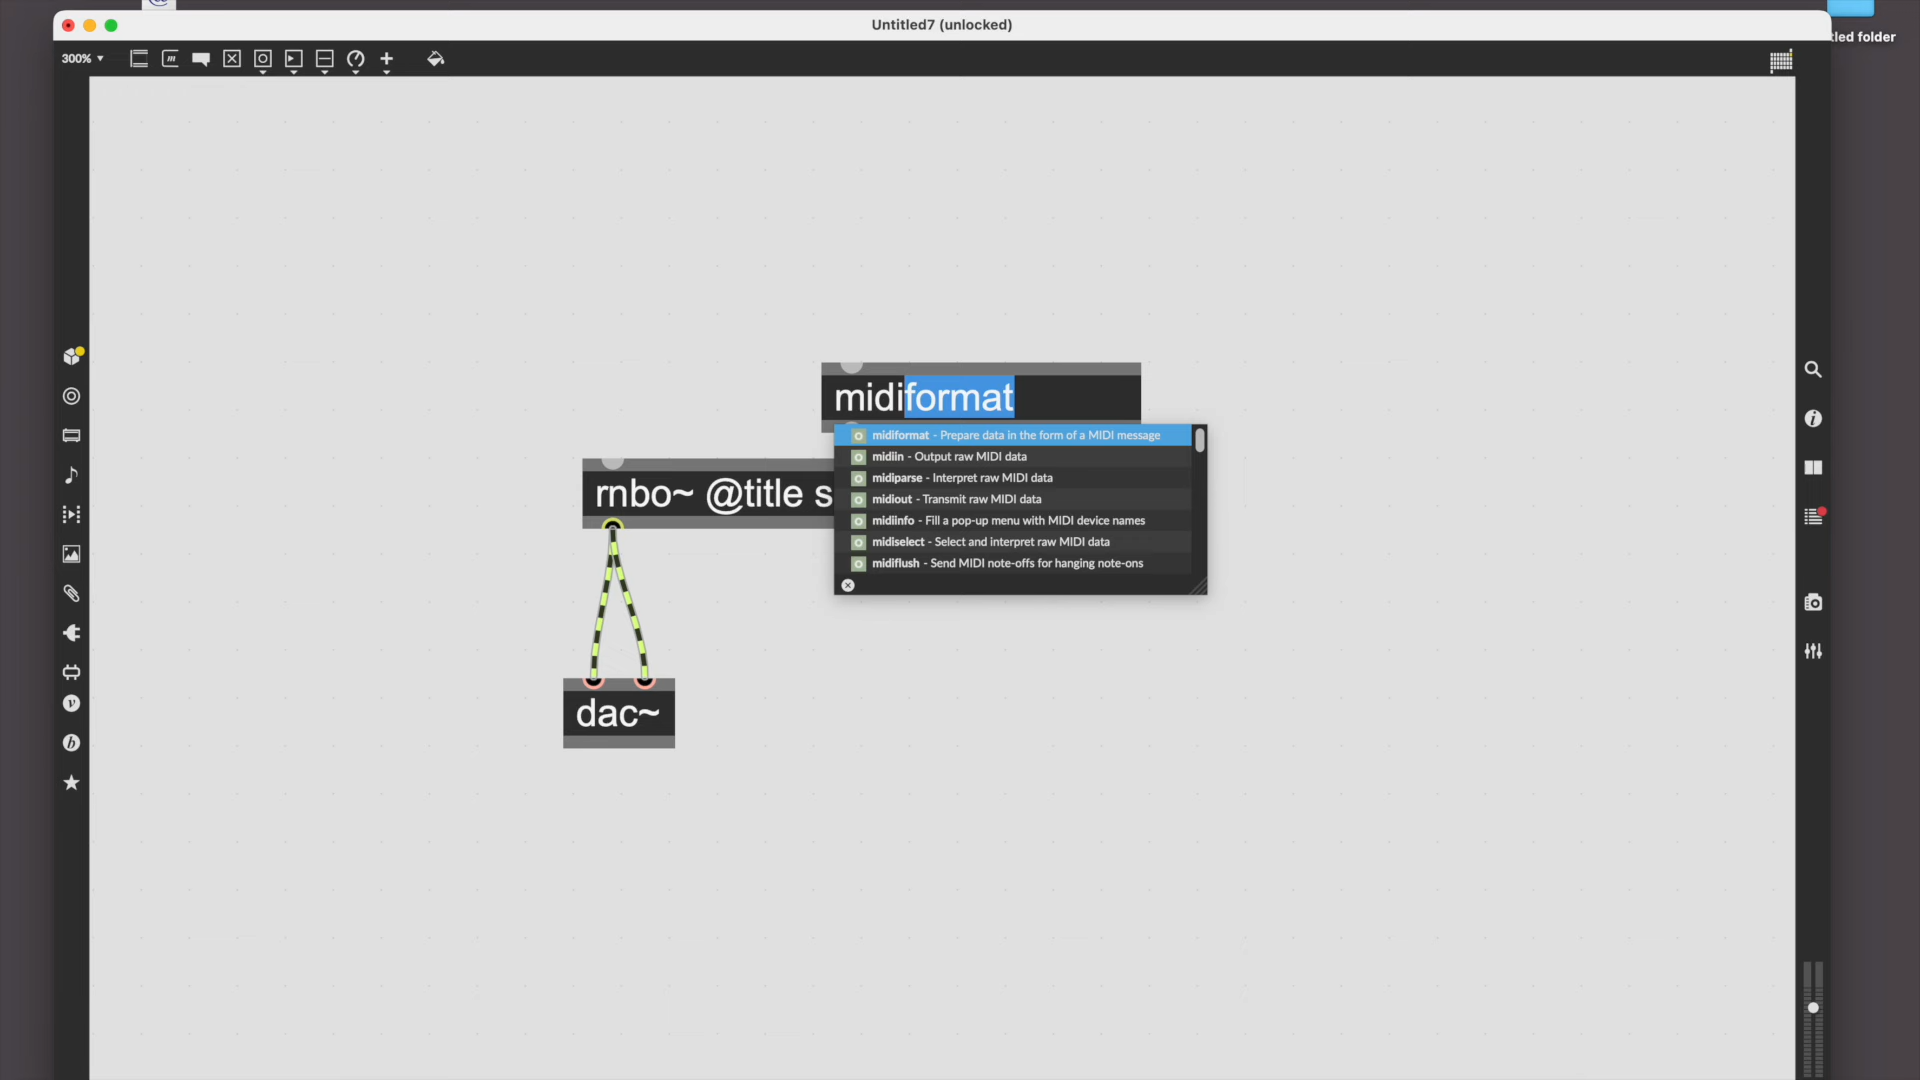 Untitled7 (unlocked)
tled folder
300%
midiformat
midiformat - Prepare data in the form of a MIDI message
midiin - Output raw MIDI data
midiparse - Interpret raw MIDI data
midiout - Transmit raw MIDI data
midiinfo - Fill a pop-up menu with MIDI device names
midiselect - Select and interpret raw MIDI data
midiflush - Send MIDI note-offs for hanging note-ons
rnbo~ @title s
dac~